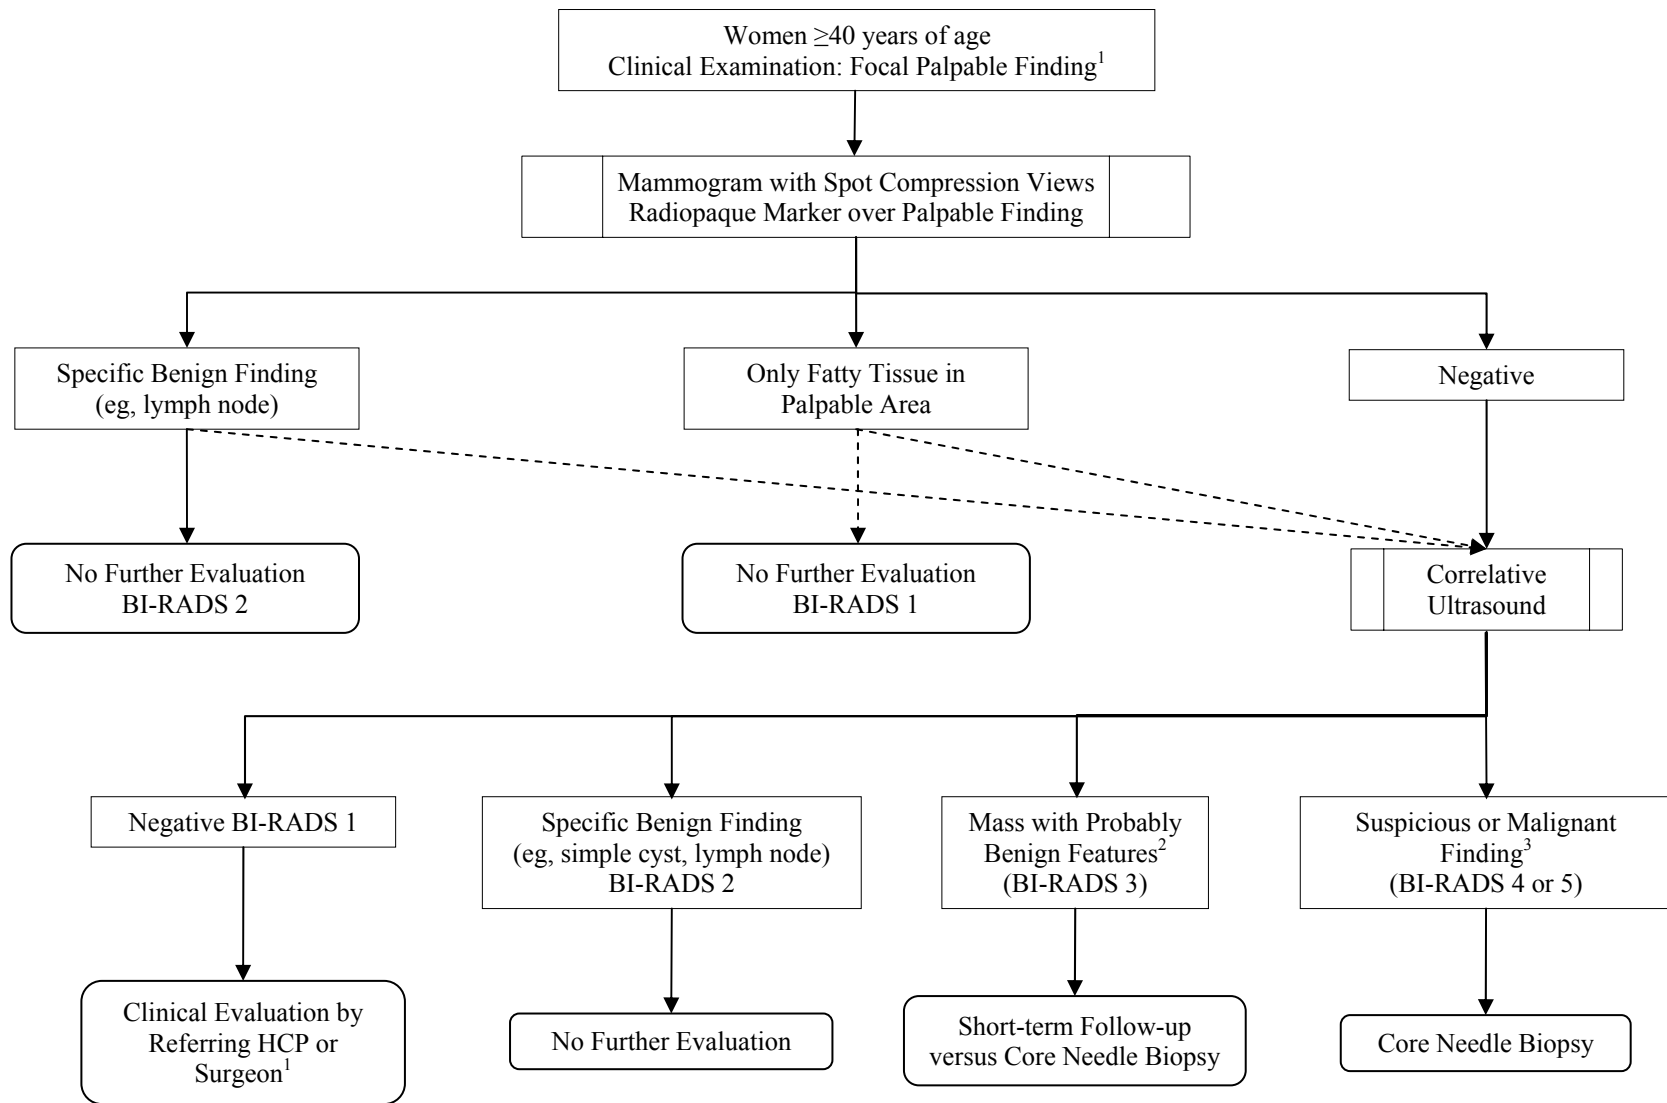 Women ≥40 years of age
Clinical Examination: Focal Palpable Finding¹
Mammogram with Spot Compression Views
Radiopaque Marker over Palpable Finding
Specific Benign Finding
(eg, lymph node)
Only Fatty Tissue in
Palpable Area
Negative
No Further Evaluation
BI-RADS 2
No Further Evaluation
BI-RADS 1
Correlative
Ultrasound
Negative BI-RADS 1
Specific Benign Finding
(eg, simple cyst, lymph node)
BI-RADS 2
Mass with Probably
Benign Features²
(BI-RADS 3)
Suspicious or Malignant
Finding³
(BI-RADS 4 or 5)
Clinical Evaluation by
Referring HCP or
Surgeon¹
No Further Evaluation
Short-term Follow-up
versus Core Needle Biopsy
Core Needle Biopsy